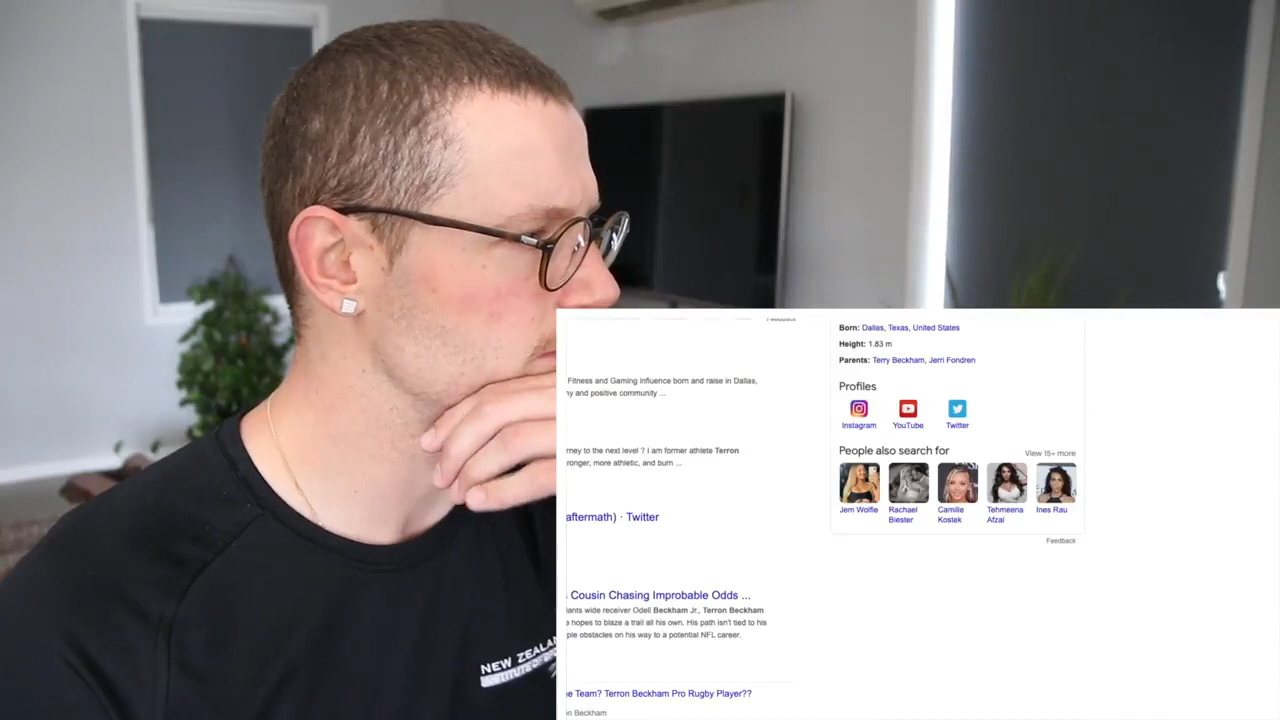 Born: Dallas, Texas, United States
Height: 1.83 m
Parents: Terry Beckham, Jerri Fondren
Fitness and Gaming influence born and raise in Dallas,
y and positive community ...
Profiles
Instagram
YouTube
Twitter
rney to the next level ? I am former athlete Terron
ronger, more athletic, and burn ...
People also search for
View 15+ more
Jem Wolfie
Rachael Biester
Camille Kostek
Tehmeena Afzal
Ines Rau
aftermath) · Twitter
Feedback
Cousin Chasing Improbable Odds ...
iants wide receiver Odell Beckham Jr., Terron Beckham
e hopes to blaze a trail all his own. His path isn't tied to his
ple obstacles on his way to a potential NFL career.
e Team? Terron Beckham Pro Rugby Player??
n Beckham
NEW ZEALAN
INSTITUTE OF